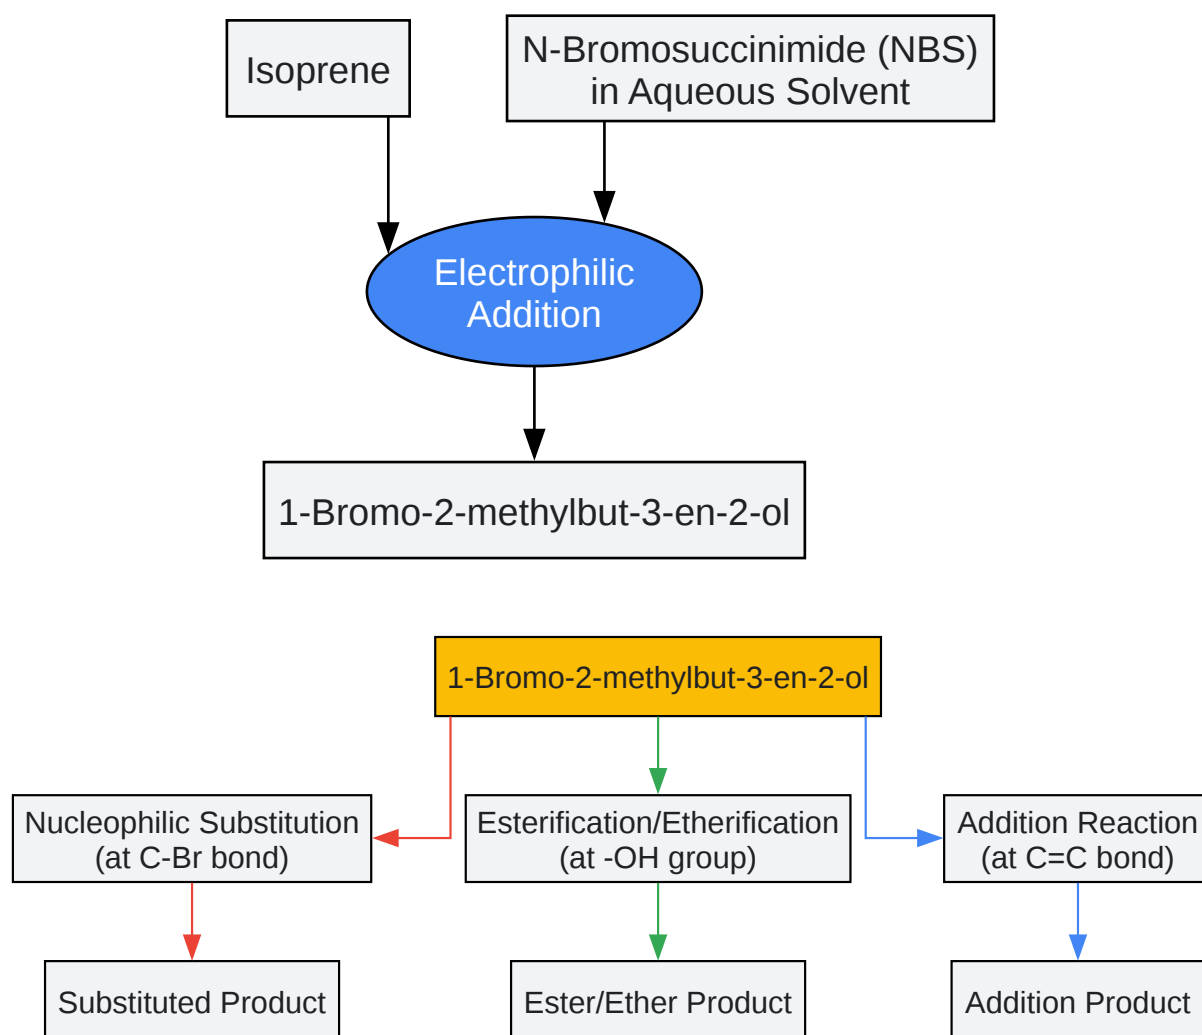 Isoprene
N-Bromosuccinimide (NBS)
in Aqueous Solvent
Electrophilic
Addition
1-Bromo-2-methylbut-3-en-2-ol
1-Bromo-2-methylbut-3-en-2-ol
Nucleophilic Substitution
(at C-Br bond)
Esterification/Etherification
(at -OH group)
Addition Reaction
(at C=C bond)
Substituted Product
Ester/Ether Product
Addition Product